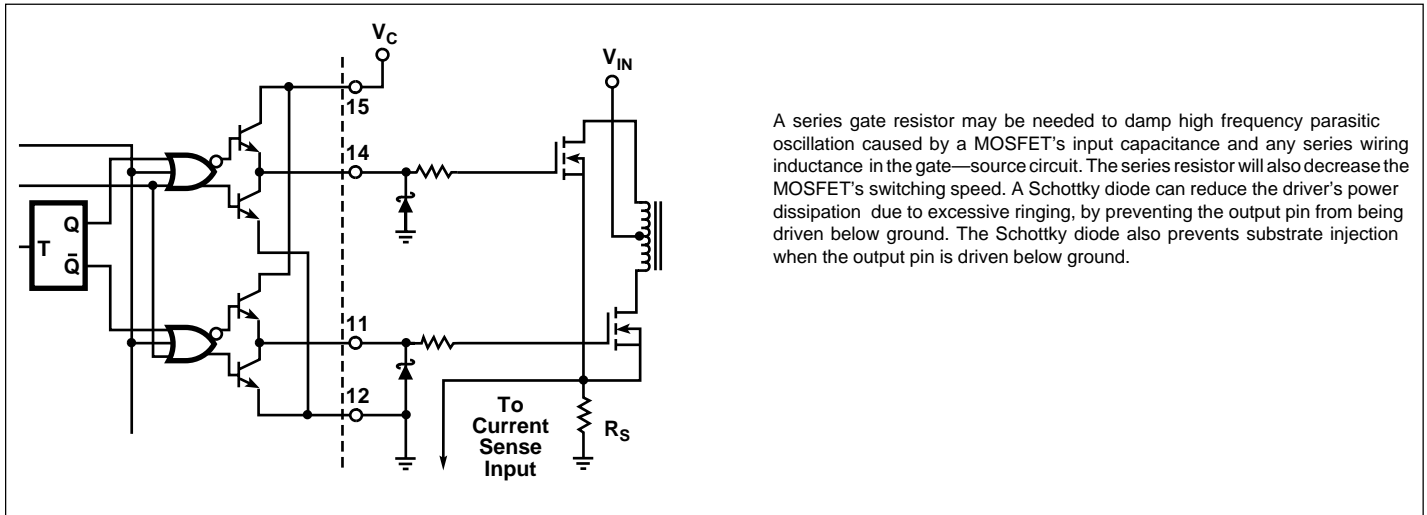 V_C
V_IN
15
14
Q
T
Q̄
11
12
To
Current
Sense
Input
R_S
A series gate resistor may be needed to damp high frequency parasitic
oscillation caused by a MOSFET’s input capacitance and any series wiring
inductance in the gate—source circuit. The series resistor will also decrease the
MOSFET’s switching speed. A Schottky diode can reduce the driver’s power
dissipation due to excessive ringing, by preventing the output pin from being
driven below ground. The Schottky diode also prevents substrate injection
when the output pin is driven below ground.